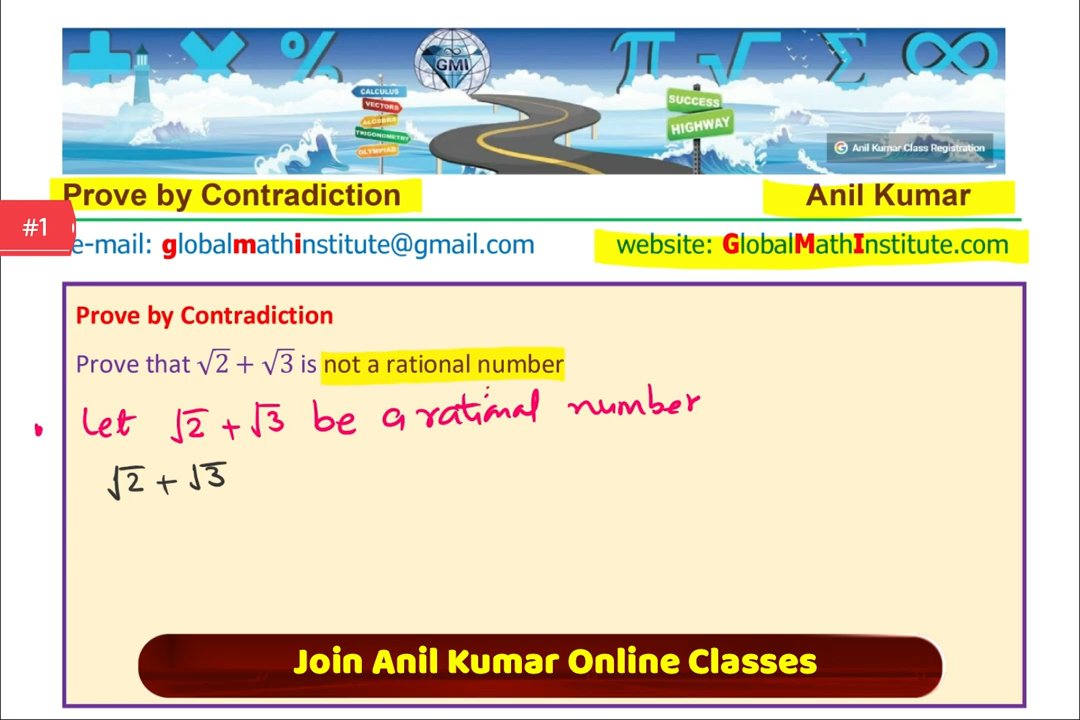 GMI
CALCULUS
VECTORS
ALGEBRA
TRIGONOMETRY
OLYMPIAD
SUCCESS
HIGHWAY
Anil Kumar Class Registration
Prove by Contradiction
Anil Kumar
#1
e-mail: globalmathinstitute@gmail.com
website: GlobalMathInstitute.com
Prove by Contradiction
Prove that √2 + √3 is not a rational number
Let √2 + √3 be a rational number
√2 + √3
Join Anil Kumar Online Classes